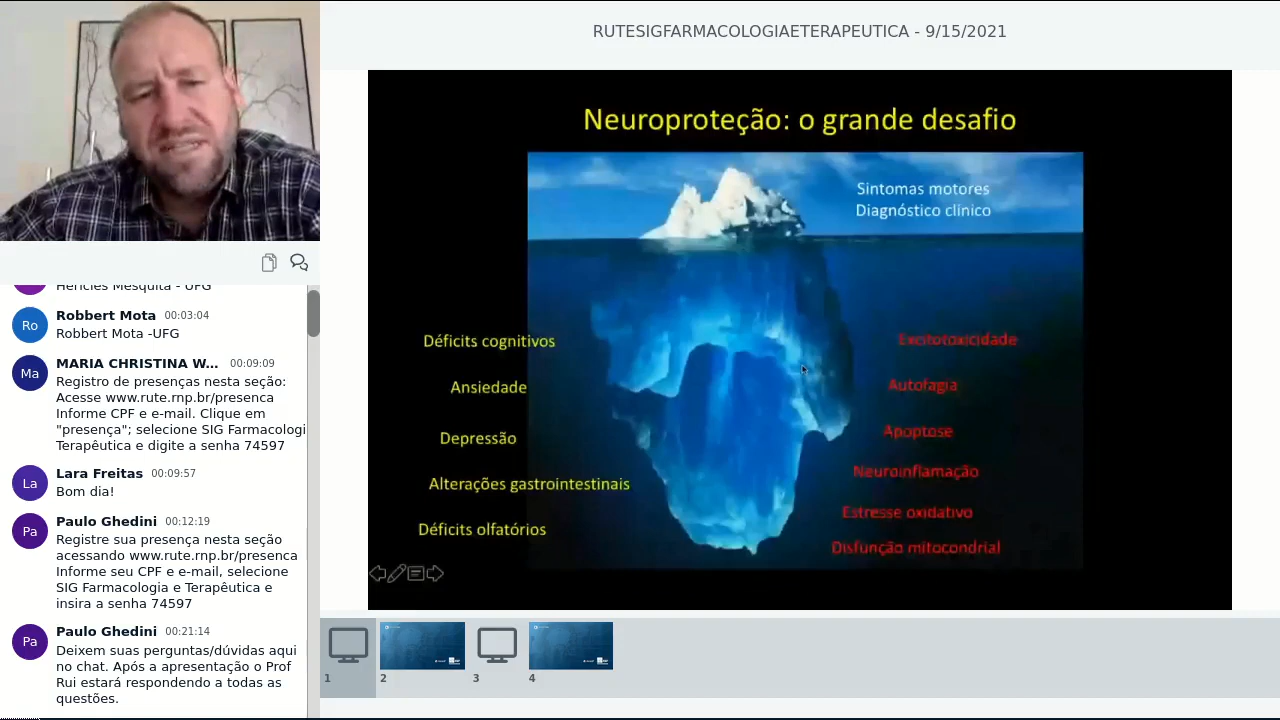 RUTESIGFARMACOLOGIAETERAPEUTICA - 9/15/2021
Neuroproteção: o grande desafio
Sintomas motores
Diagnóstico clínico
Déficits cognitivos
Ansiedade
Depressão
Alterações gastrointestinais
Déficits olfatórios
Excitotoxicidade
Autofagia
Apoptose
Neuroinflamação
Estresse oxidativo
Disfunção mitocondrial
Hericles Mesquita - UFG
Ro
Robbert Mota 00:03:04
Robbert Mota -UFG
Ma
MARIA CHRISTINA W... 00:09:09
Registro de presenças nesta seção:
Acesse www.rute.rnp.br/presenca
Informe CPF e e-mail. Clique em
"presença"; selecione SIG Farmacologi
Terapêutica e digite a senha 74597
La
Lara Freitas 00:09:57
Bom dia!
Pa
Paulo Ghedini 00:12:19
Registre sua presença nesta seção
acessando www.rute.rnp.br/presenca
Informe seu CPF e e-mail, selecione
SIG Farmacologia e Terapêutica e
insira a senha 74597
Pa
Paulo Ghedini 00:21:14
Deixem suas perguntas/dúvidas aqui
no chat. Após a apresentação o Prof
Rui estará respondendo a todas as
questões.
1
2
3
4